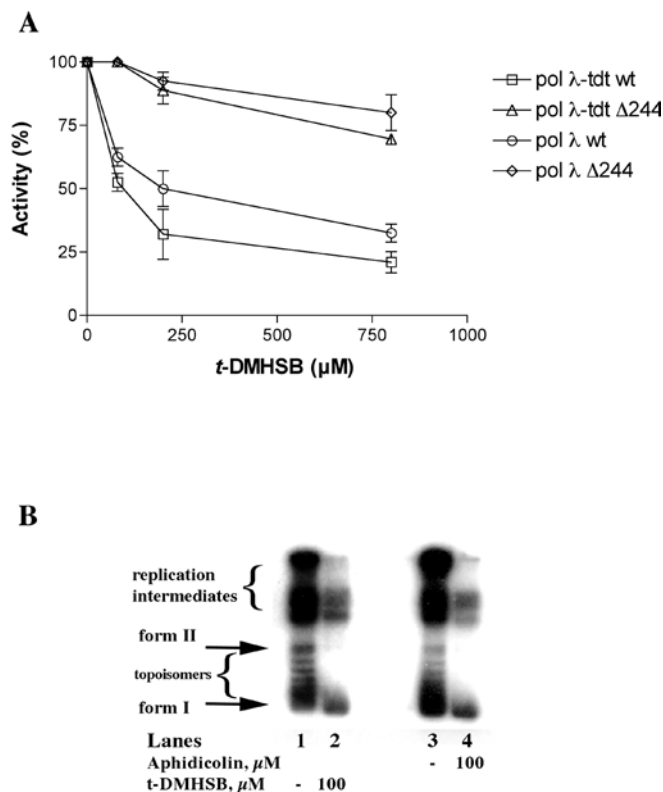 A
100
75
50
25
0
Activity (%)
0 250 500 750 1000
t-DMHSB (µM)
pol λ-tdt wt
pol λ-tdt Δ244
pol λ wt
pol λ Δ244
B
replication
intermediates
form II
topoisomers
form I
Lanes 1 2 3 4
Aphidicolin, µM - 100
t-DMHSB, µM - 100